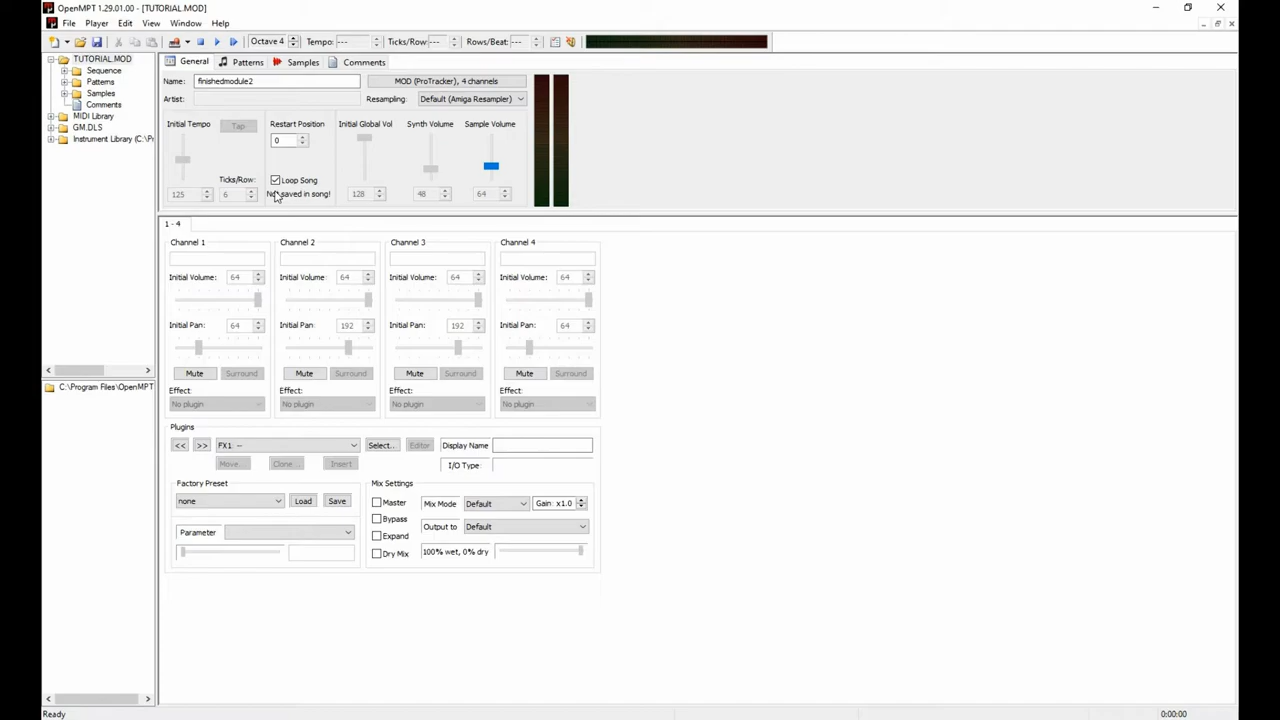 OpenMPT 1.29.01.00 - [TUTORIAL.MOD]
File Player Edit View Window Help
Octave 4 Tempo: --- Ticks/Row: --- Rows/Beat: ---
TUTORIAL.MOD
Sequence
Patterns
Samples
Comments
MIDI Library
GM.DLS
Instrument Library (C:\Pr
C:\Program Files\OpenMPT
General Patterns Samples Comments
Name: finishedmodule2 MOD (ProTracker), 4 channels
Artist: Resampling: Default (Amiga Resampler)
Initial Tempo Tap Restart Position Initial Global Vol Synth Volume Sample Volume
0
Ticks/Row: Loop Song
125 6 saved in song! 128 48 64
1 - 4
Channel 1 Channel 2 Channel 3 Channel 4
Initial Volume: 64 Initial Volume: 64 Initial Volume: 64 Initial Volume: 64
Initial Pan: 64 Initial Pan: 192 Initial Pan: 192 Initial Pan: 64
Mute Surround Mute Surround Mute Surround Mute Surround
Effect: Effect: Effect: Effect:
No plugin No plugin No plugin No plugin
Plugins
<< >> FX1: -- Select.. Editor Display Name
Move... Clone... Insert I/O Type:
Factory Preset Mix Settings
none Load Save Master Mix Mode Default Gain: x1.0
Bypass Output to Default
Parameter Expand
Dry Mix 100% wet, 0% dry
Ready 0:00:00